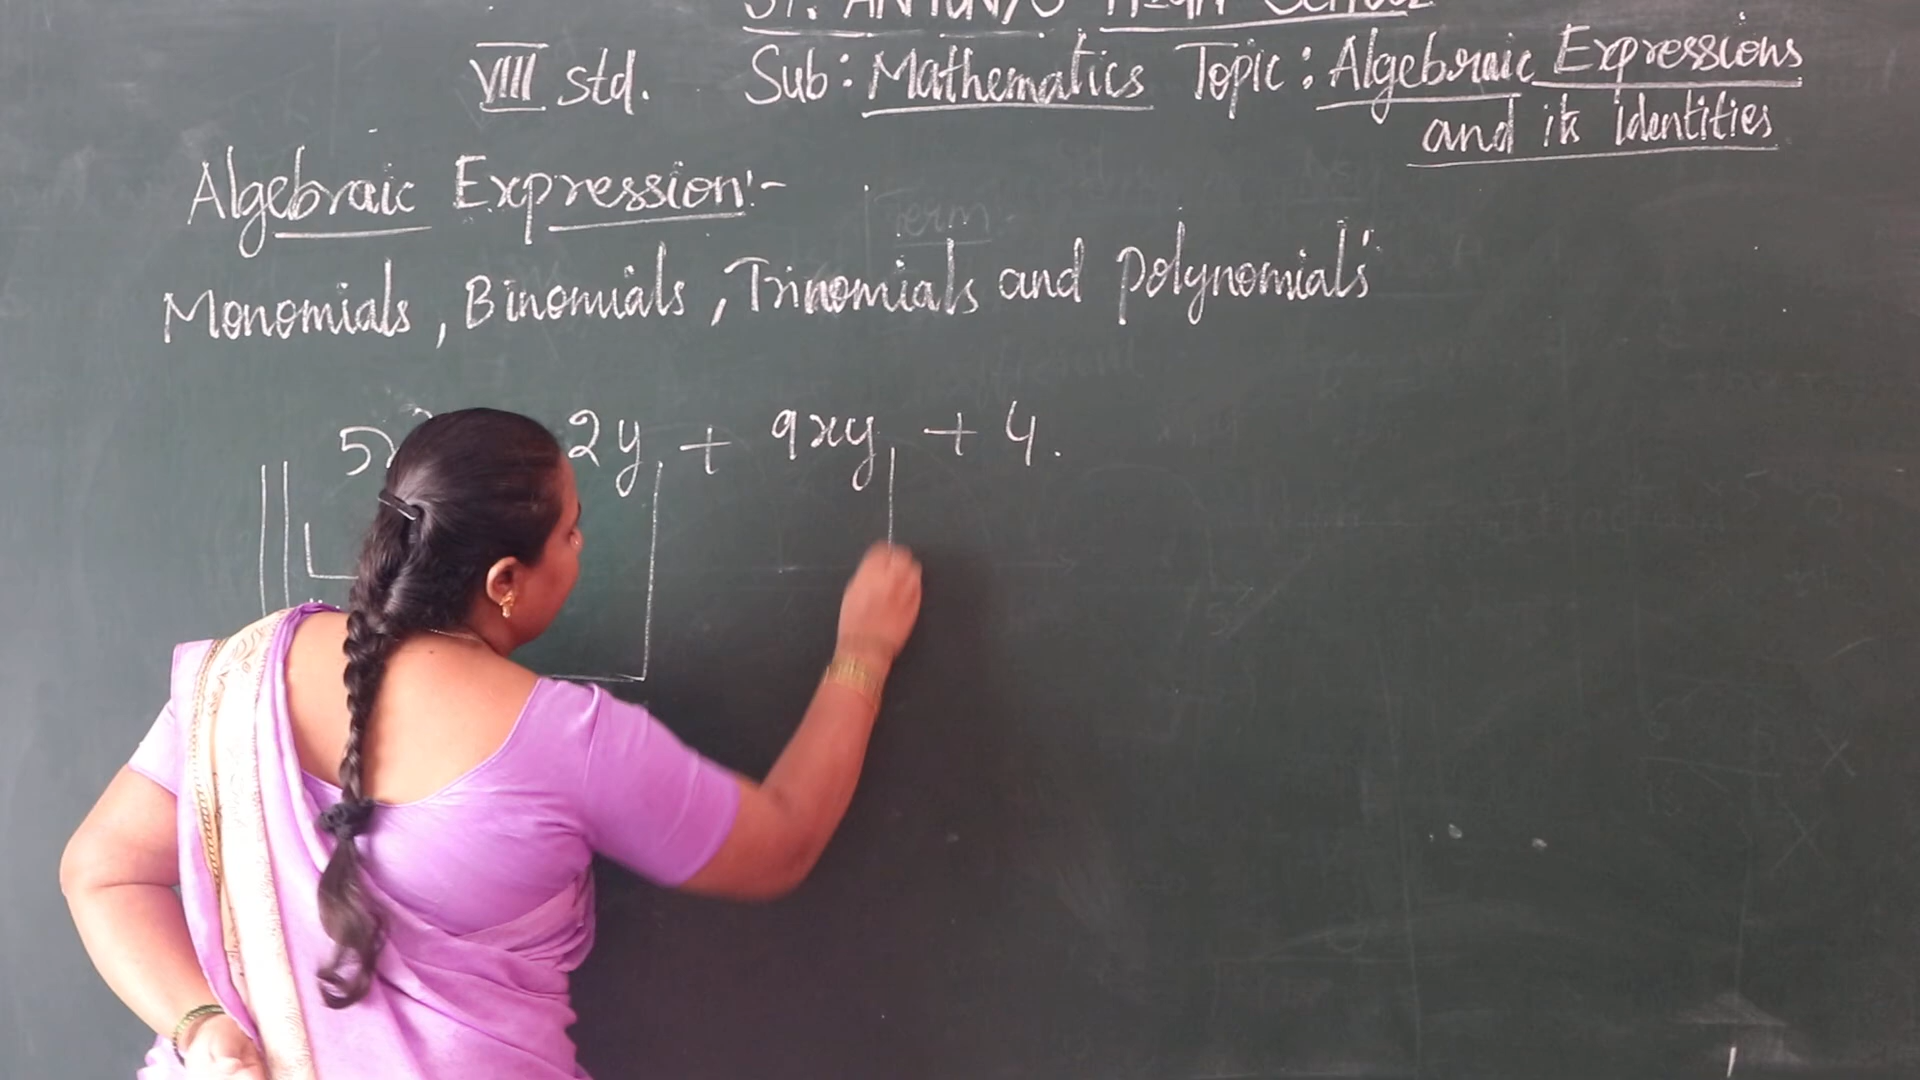 ST. ANTONY'S HIGH SCHOOL
VIII std. Sub: Mathematics Topic: Algebraic Expressions
and its identities
Algebraic Expression:-
Term:-
Monomials, Binomials, Trinomials and polynomials
2y + 9xy + 4.